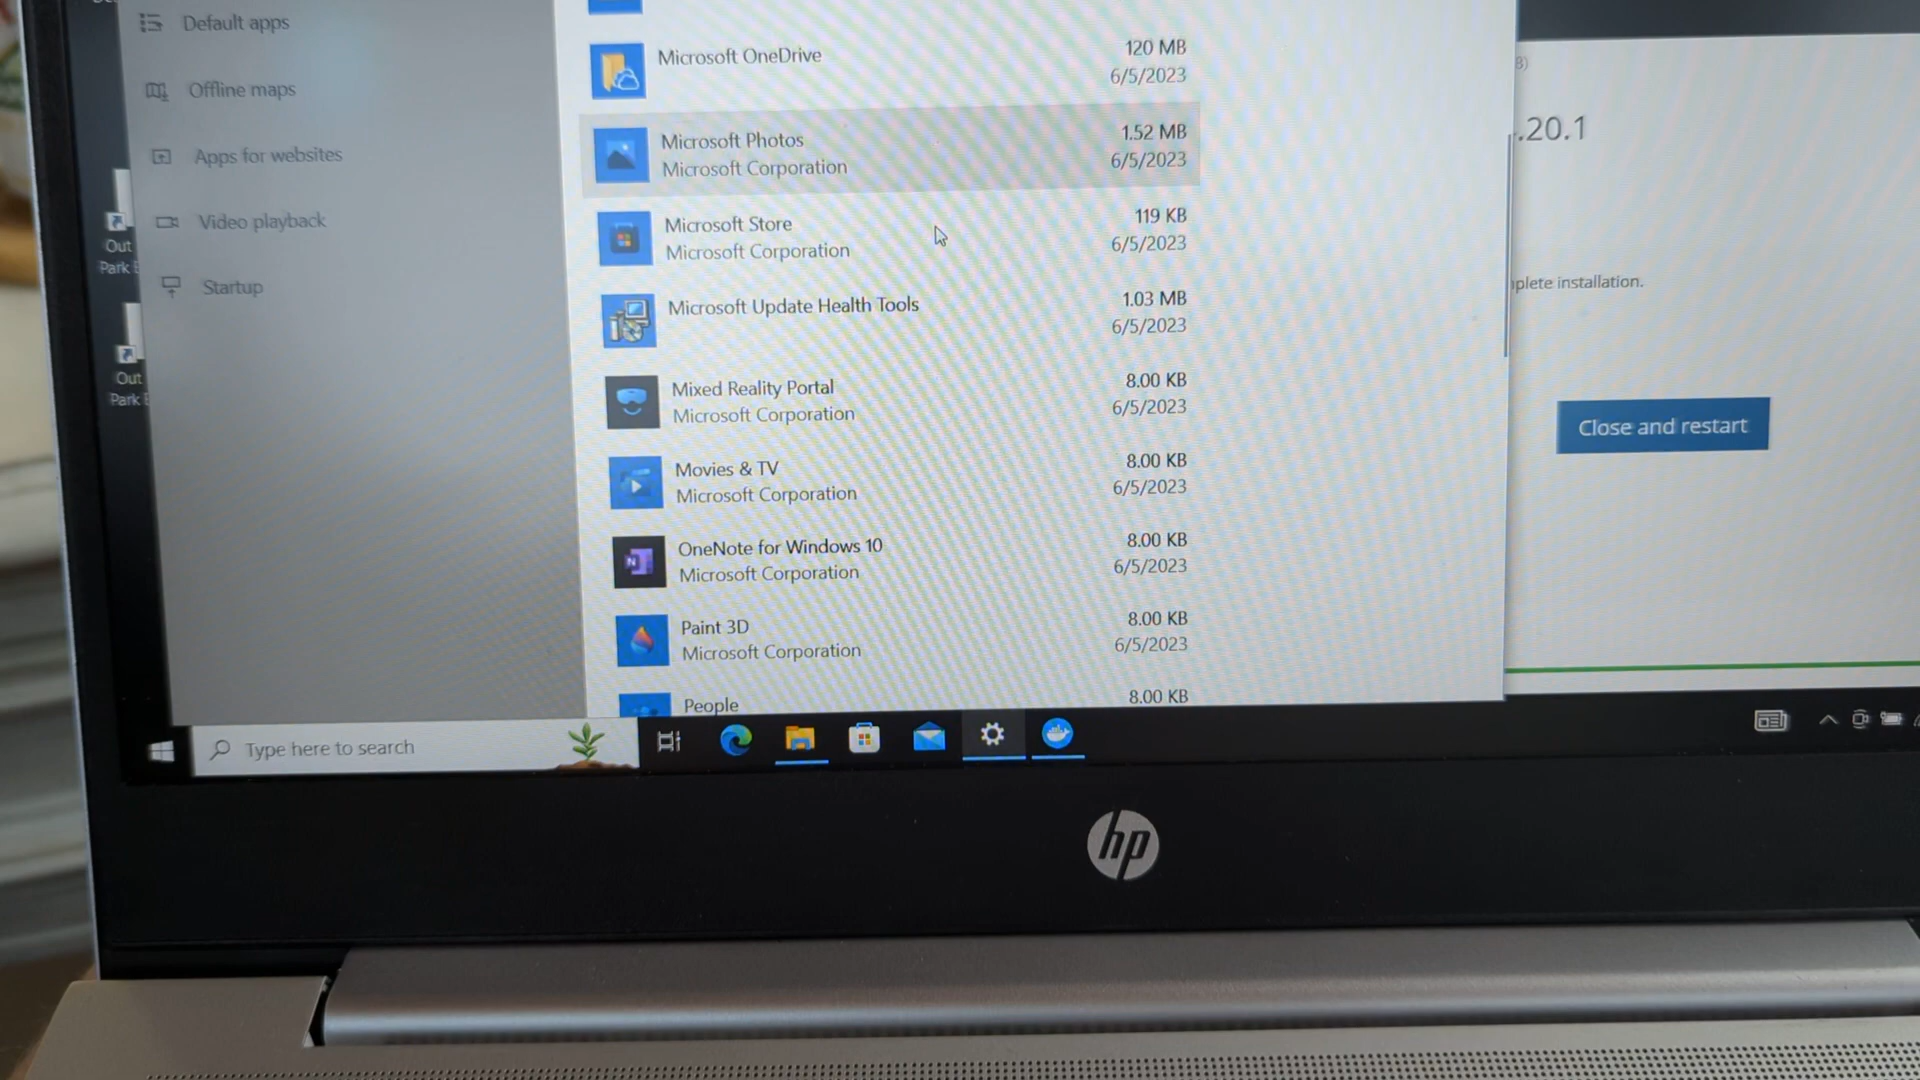 Default apps
Offline maps
Apps for websites
Video playback
Startup
Out
Park
Out
Park
Microsoft OneDrive
120 MB
6/5/2023
Microsoft Photos
1.52 MB
Microsoft Corporation
6/5/2023
Microsoft Store
119 KB
Microsoft Corporation
6/5/2023
Microsoft Update Health Tools
1.03 MB
6/5/2023
Mixed Reality Portal
8.00 KB
Microsoft Corporation
6/5/2023
Movies & TV
8.00 KB
Microsoft Corporation
6/5/2023
OneNote for Windows 10
8.00 KB
Microsoft Corporation
6/5/2023
Paint 3D
8.00 KB
Microsoft Corporation
6/5/2023
People
8.00 KB
.20.1
plete installation.
Close and restart
Type here to search
hp